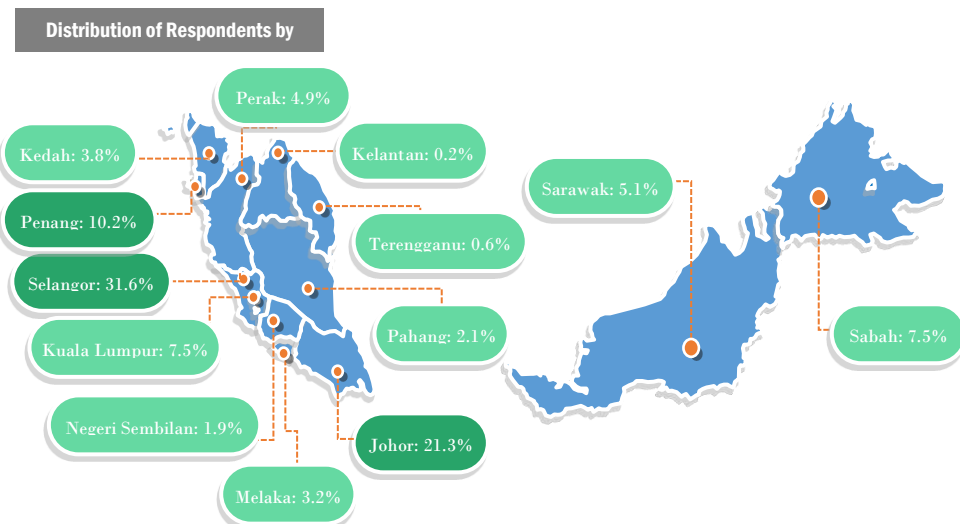 Distribution of Respondents by
Perak: 4.9%
Kedah: 3.8%
Kelantan: 0.2%
Sarawak: 5.1%
Penang: 10.2%
Terengganu: 0.6%
Selangor: 31.6%
Kuala Lumpur: 7.5%
Pahang: 2.1%
Sabah: 7.5%
Negeri Sembilan: 1.9%
Johor: 21.3%
Melaka: 3.2%